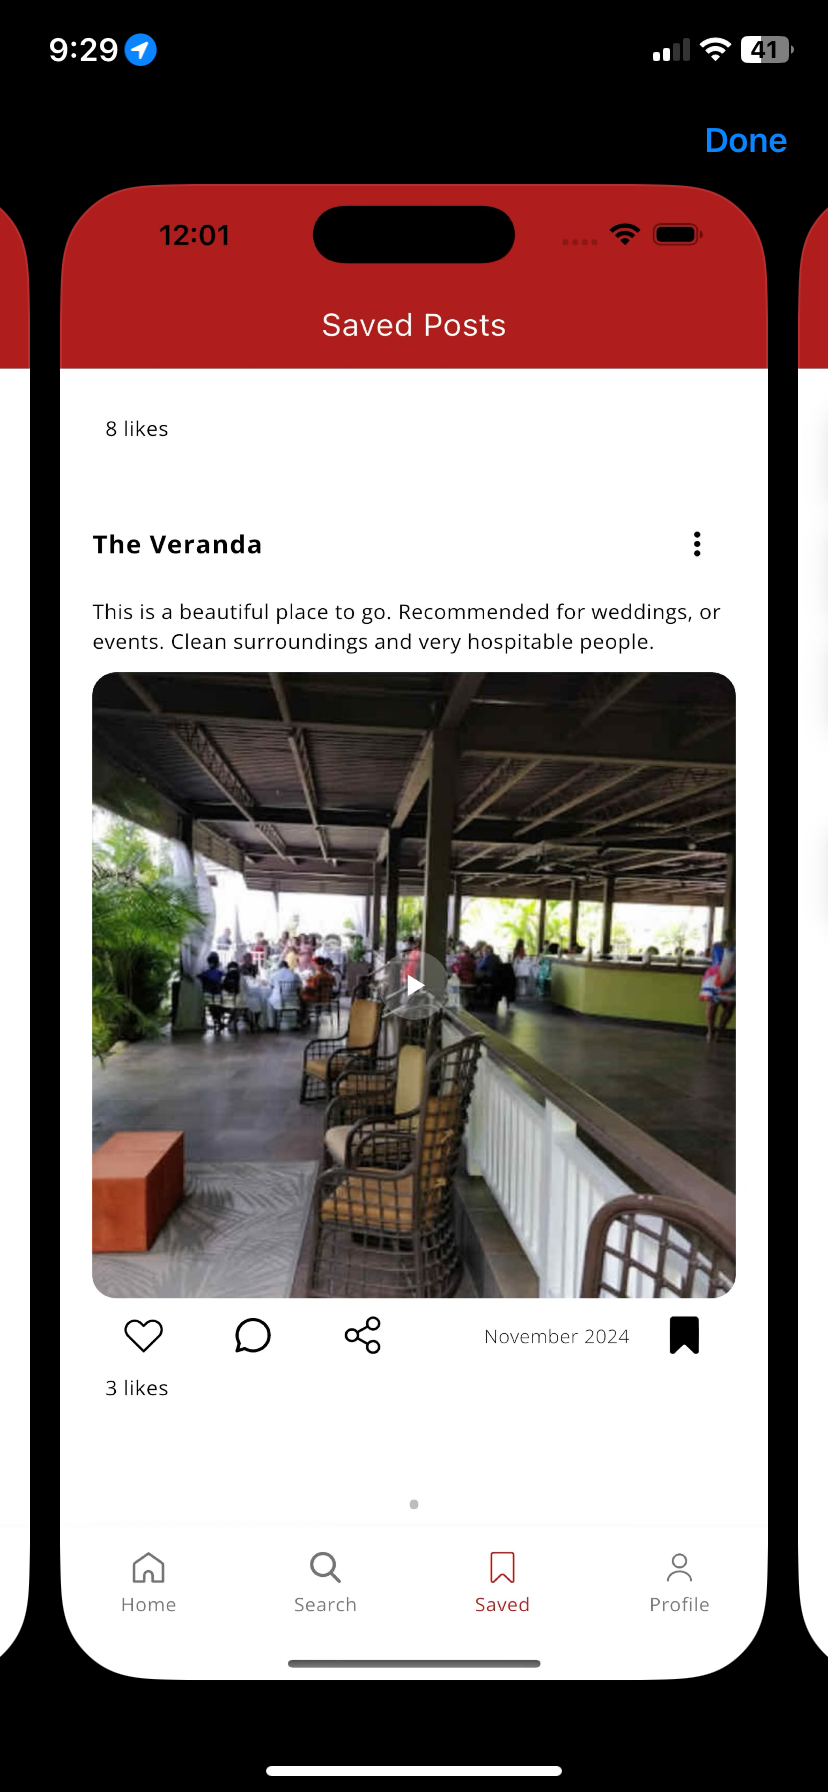 9:29
41
Done
12:01
Saved Posts
8 likes
The Veranda
This is a beautiful place to go. Recommended for weddings, or
events. Clean surroundings and very hospitable people.
November 2024
3 likes
Home
Search
Saved
Profile